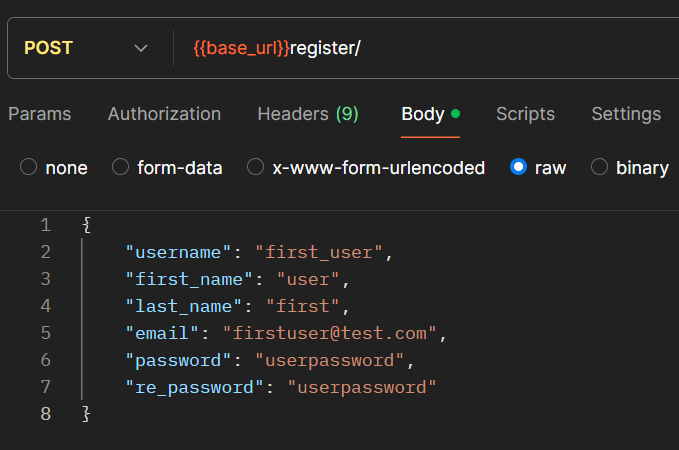 POST {{base_url}}register/
Params Authorization Headers (9) Body Scripts Settings
none form-data x-www-form-urlencoded raw binary
1 {
2 "username": "first_user",
3 "first_name": "user",
4 "last_name": "first",
5 "email": "firstuser@test.com",
6 "password": "userpassword",
7 "re_password": "userpassword"
8 }